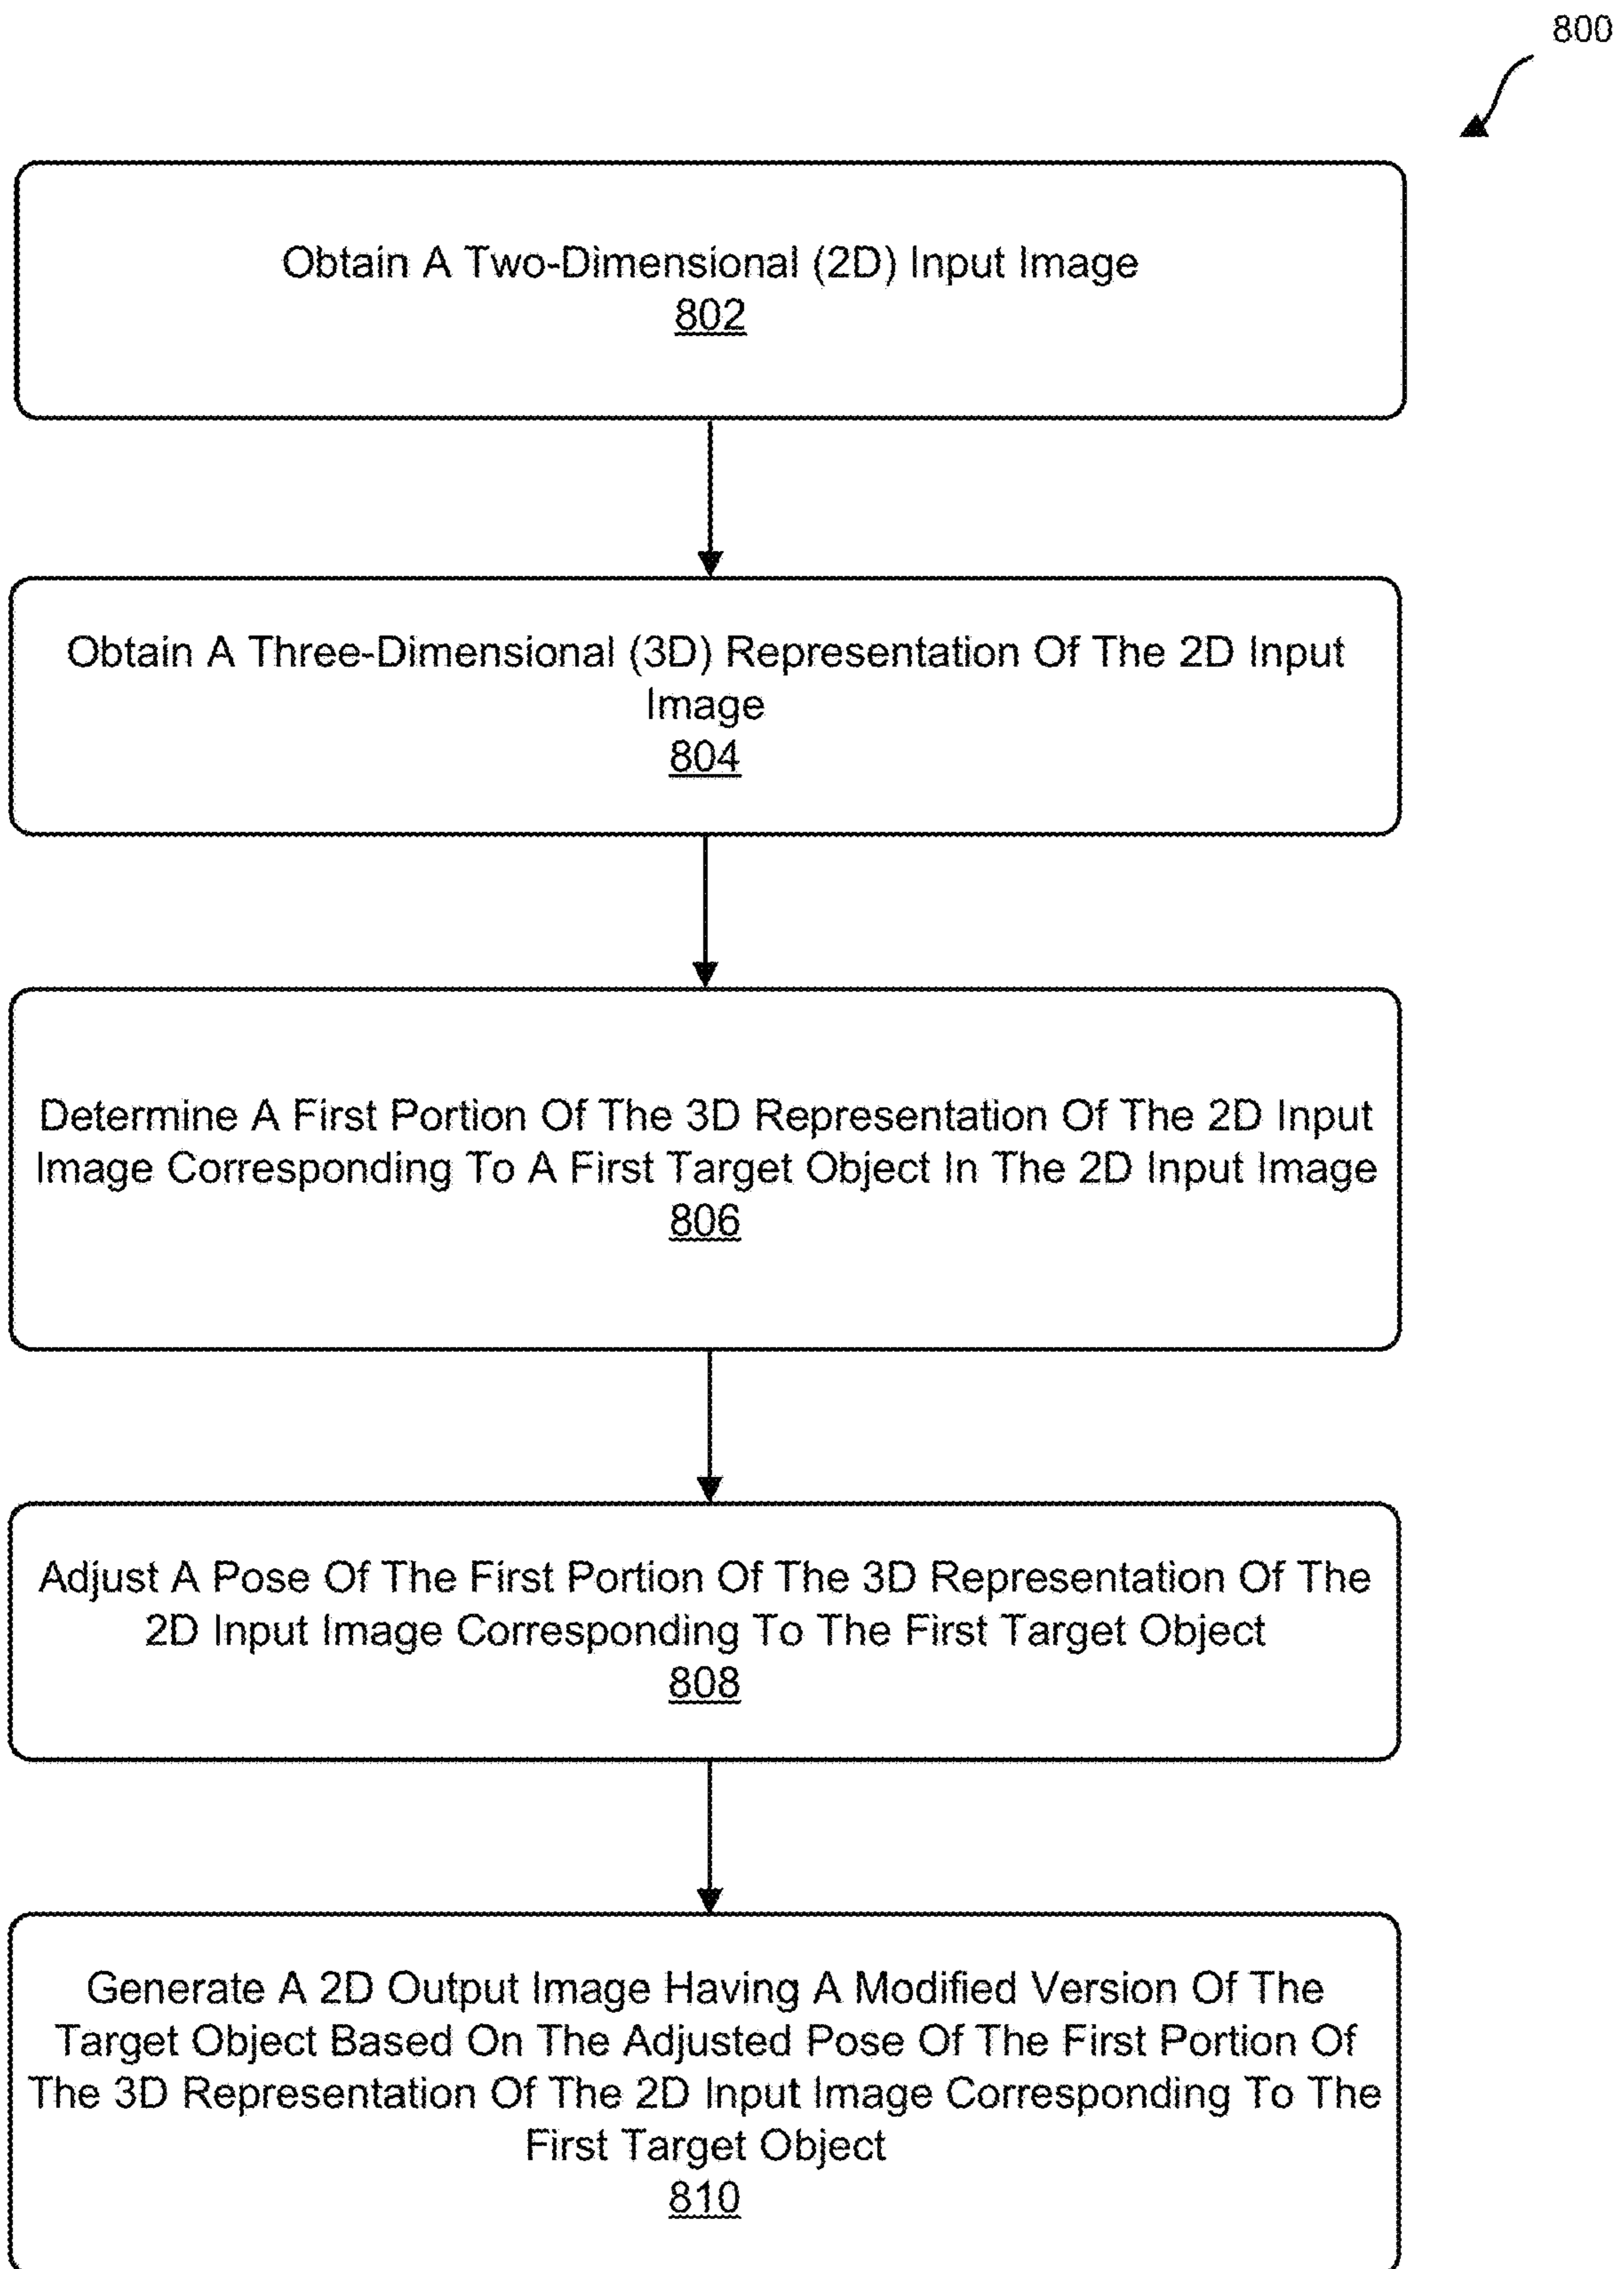 800
Obtain A Two-Dimensional (2D) Input Image
802
Obtain A Three-Dimensional (3D) Representation Of The 2D Input
Image
804
Determine A First Portion Of The 3D Representation Of The 2D Input
Image Corresponding To A First Target Object In The 2D Input Image
806
Adjust A Pose Of The First Portion Of The 3D Representation Of The
2D Input Image Corresponding To The First Target Object
808
Generate A 2D Output Image Having A Modified Version Of The
Target Object Based On The Adjusted Pose Of The First Portion Of
The 3D Representation Of The 2D Input Image Corresponding To The
First Target Object
810